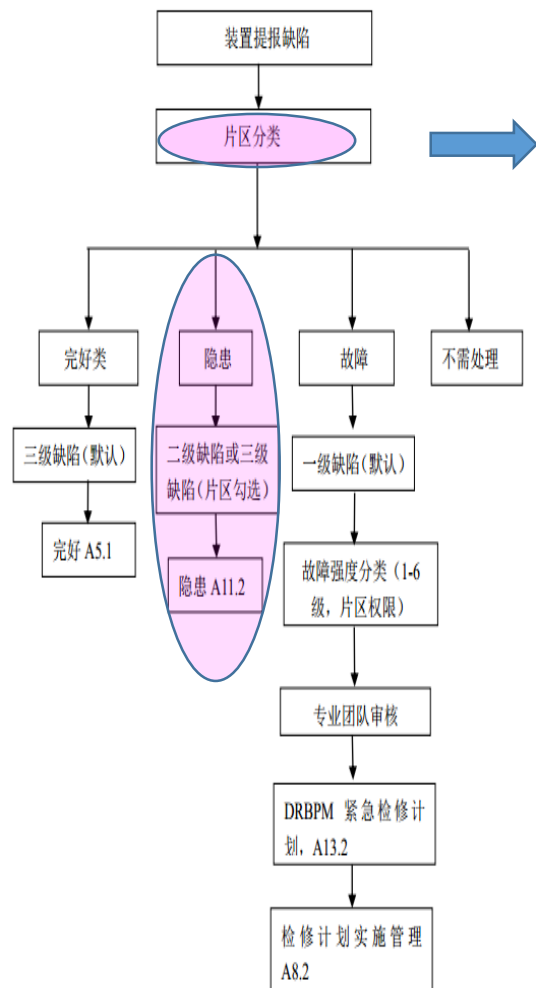 装置提报缺陷
片区分类
完好类
隐患
故障
不需处理
三级缺陷(默认)
二级缺陷或三级
缺陷(片区勾选)
一级缺陷(默认)
完好 A5.1
隐患 A11.2
故障强度分类（1-6
级，片区权限）
专业团队审核
DRBPM 紧急检修计
划，A13.2
检修计划实施管理
A8.2